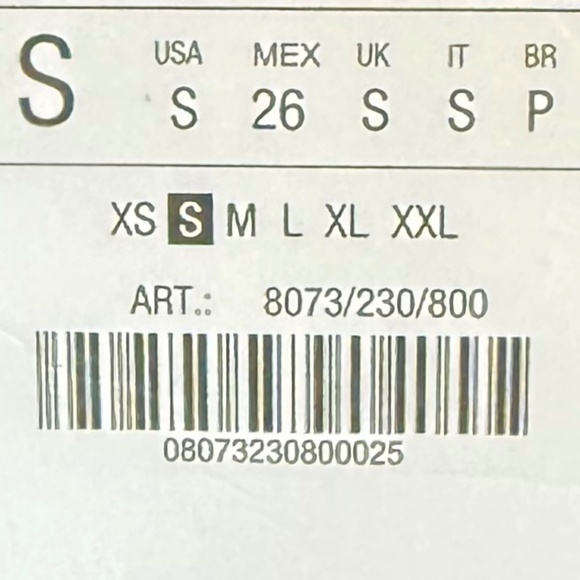 S USA MEX UK IT BR
S 26 S S P
XS S M L XL XXL
ART.: 8073/230/800
08073230800025